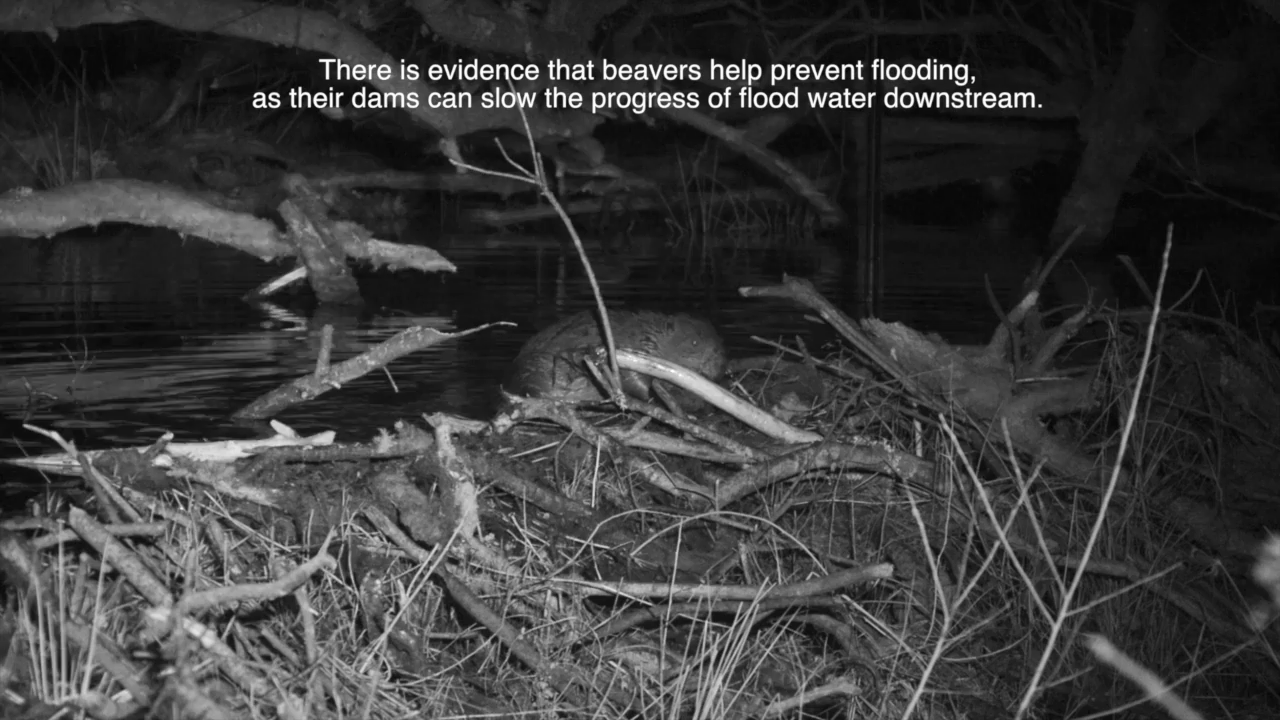 There is evidence that beavers help prevent flooding,
as their dams can slow the progress of flood water downstream.